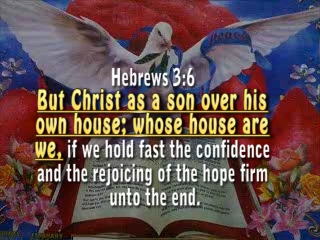 Hebrews 3:6
But Christ as a son over his
own house; whose house are
we, if we hold fast the confidence
and the rejoicing of the hope firm
unto the end.